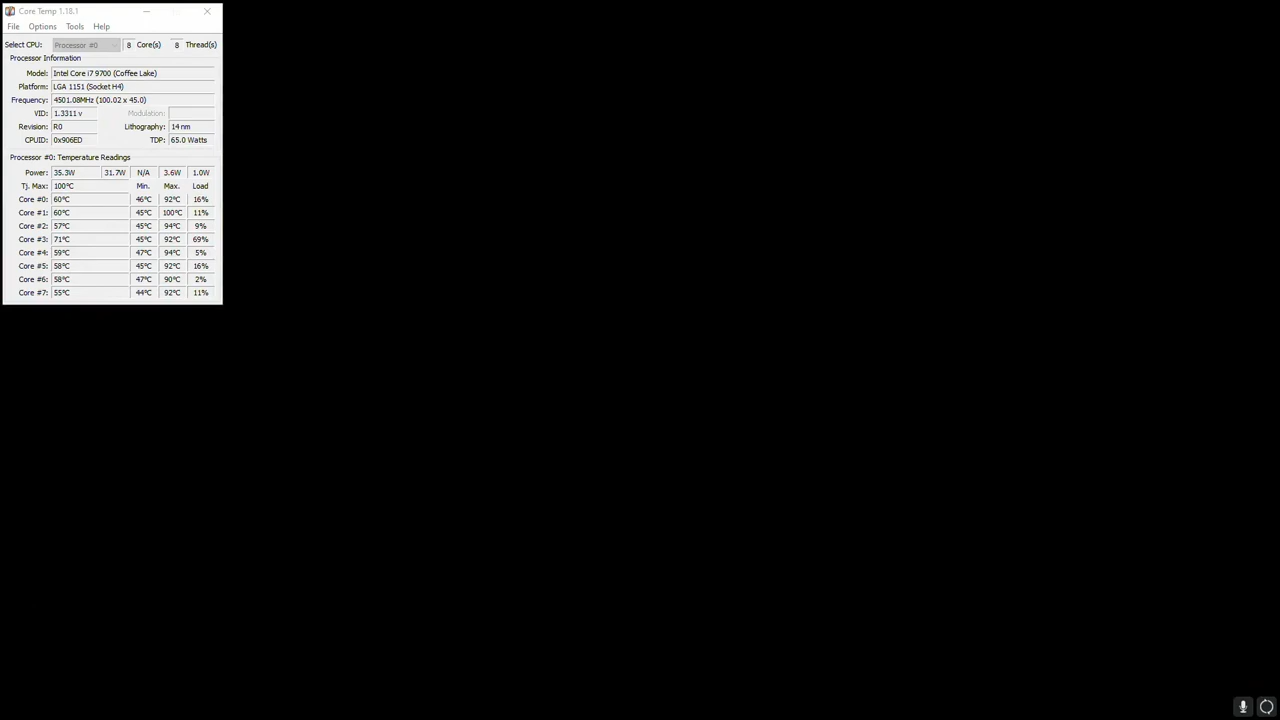 Core Temp 1.18.1
File Options Tools Help
Select CPU: Processor #0 8 Core(s) 8 Thread(s)
Processor Information
Model: Intel Core i7 9700 (Coffee Lake)
Platform: LGA 1151 (Socket H4)
Frequency: 4501.08MHz (100.02 x 45.0)
VID: 1.3311 v Modulation:
Revision: R0 Lithography: 14 nm
CPUID: 0x906ED TDP: 65.0 Watts
Processor #0: Temperature Readings
Power: 35.3W 31.7W N/A 3.6W 1.0W
Tj. Max: 100°C Min. Max. Load
Core #0: 60°C 46°C 92°C 16%
Core #1: 60°C 45°C 100°C 11%
Core #2: 57°C 45°C 94°C 9%
Core #3: 71°C 45°C 92°C 69%
Core #4: 59°C 47°C 94°C 5%
Core #5: 58°C 45°C 92°C 16%
Core #6: 58°C 47°C 90°C 2%
Core #7: 55°C 44°C 92°C 11%